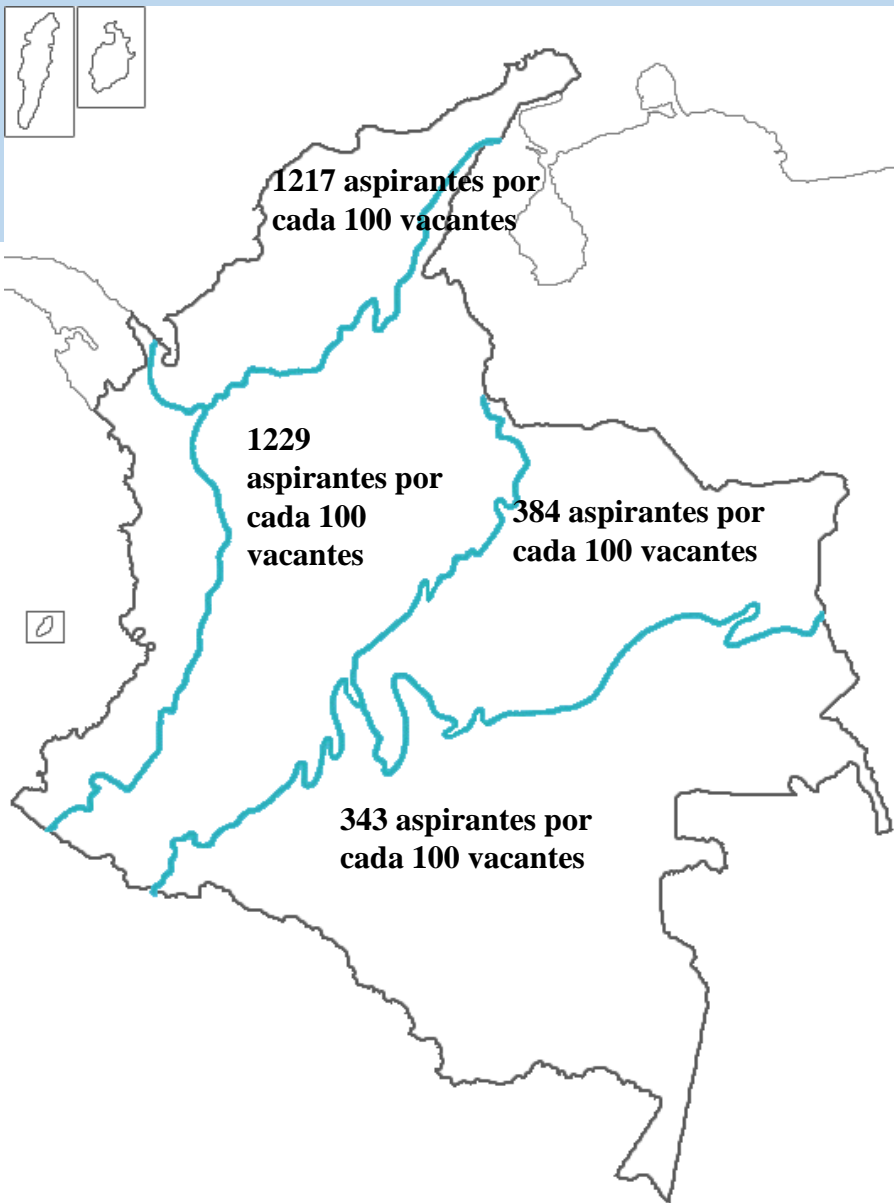 1217 aspirantes por
cada 100 vacantes
1229
aspirantes por
cada 100
vacantes
384 aspirantes por
cada 100 vacantes
343 aspirantes por
cada 100 vacantes